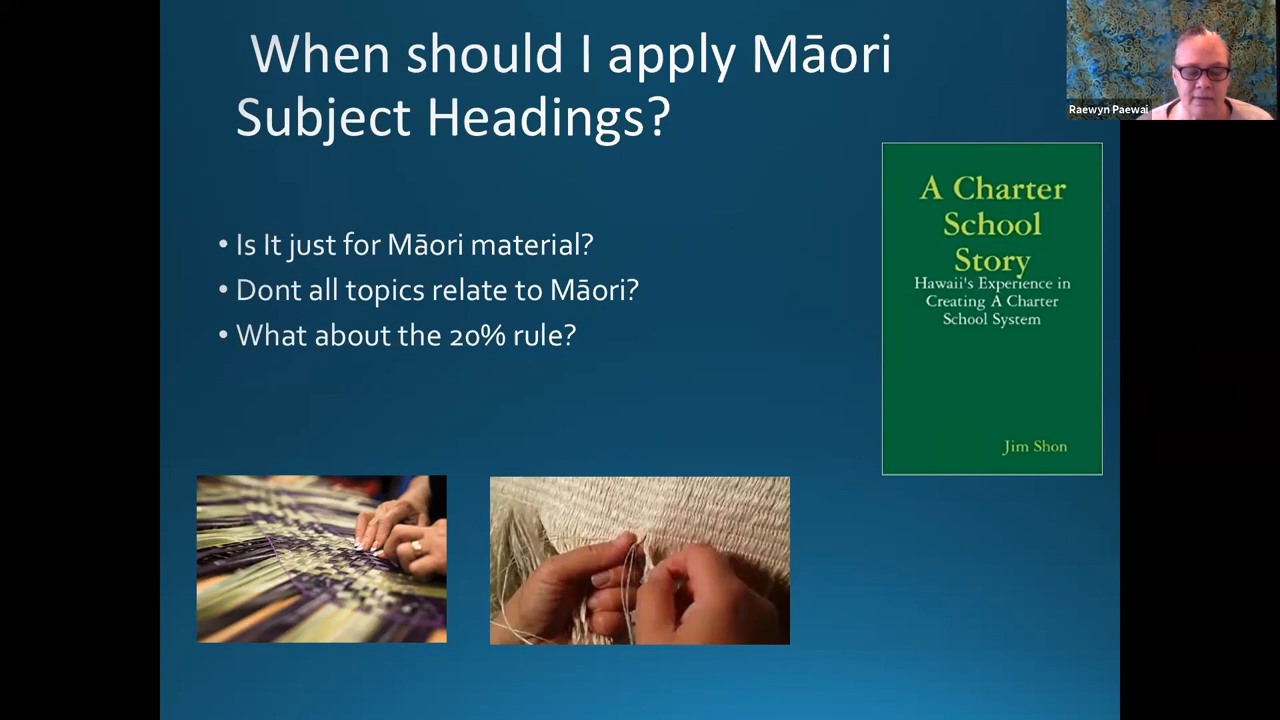 When should I apply Māori
Subject Headings?
Raewyn Paewai
• Is It just for Māori material?
• Dont all topics relate to Māori?
• What about the 20% rule?
A Charter
School
Story
Hawaii's Experience in
Creating A Charter
School System
Jim Shon